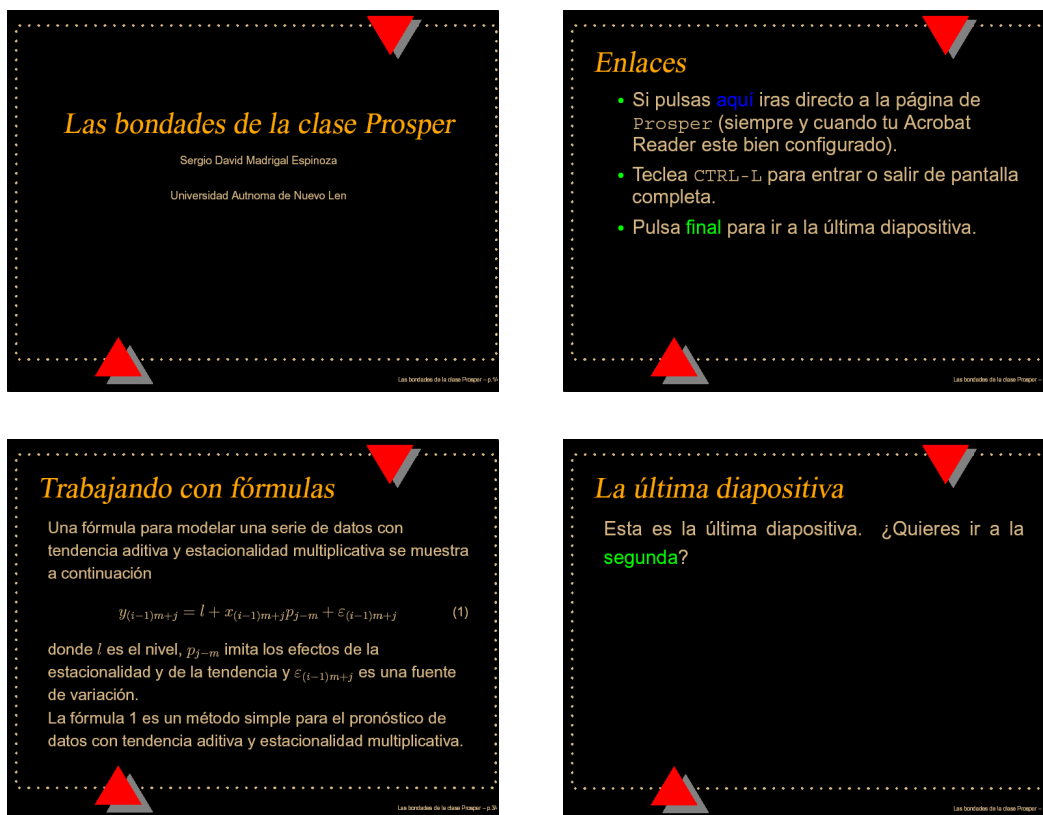 Las bondades de la clase Prosper
Sergio David Madrigal Espinoza
Universidad Autnoma de Nuevo Len
Las bondades de la clase Prosper – p.1/
Enlaces
• Si pulsas aquí iras directo a la página de
Prosper (siempre y cuando tu Acrobat
Reader este bien configurado).
• Teclea CTRL-L para entrar o salir de pantalla
completa.
• Pulsa final para ir a la última diapositiva.
Las bondades de la clase Prosper –
Trabajando con fórmulas
Una fórmula para modelar una serie de datos con
tendencia aditiva y estacionalidad multiplicativa se muestra
a continuación
y_{(i−1)m+j} = l + x_{(i−1)m+j}p_{j−m} + ε_{(i−1)m+j} (1)
donde l es el nivel, p_{j−m} imita los efectos de la
estacionalidad y de la tendencia y ε_{(i−1)m+j} es una fuente
de variación.
La fórmula 1 es un método simple para el pronóstico de
datos con tendencia aditiva y estacionalidad multiplicativa.
Las bondades de la clase Prosper – p.3/
La última diapositiva
Esta es la última diapositiva. ¿Quieres ir a la
segunda?
Las bondades de la clase Prosper –